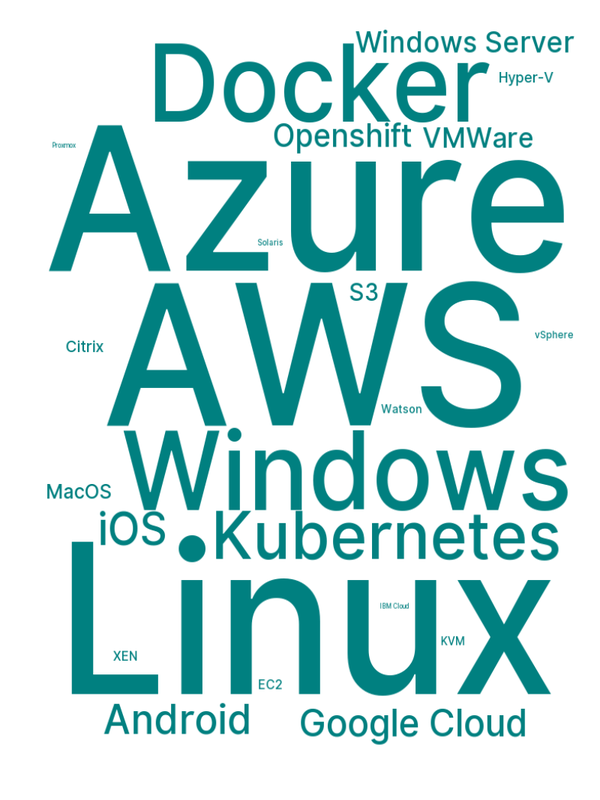 Windows Server
Docker
Hyper-V
Openshift
VMWare
Proxmox
Azure
Solaris
AWS
S3
vSphere
Citrix
Watson
Windows
MacOS
iOS
Kubernetes
Linux
IBM Cloud
KVM
XEN
EC2
Android
Google Cloud